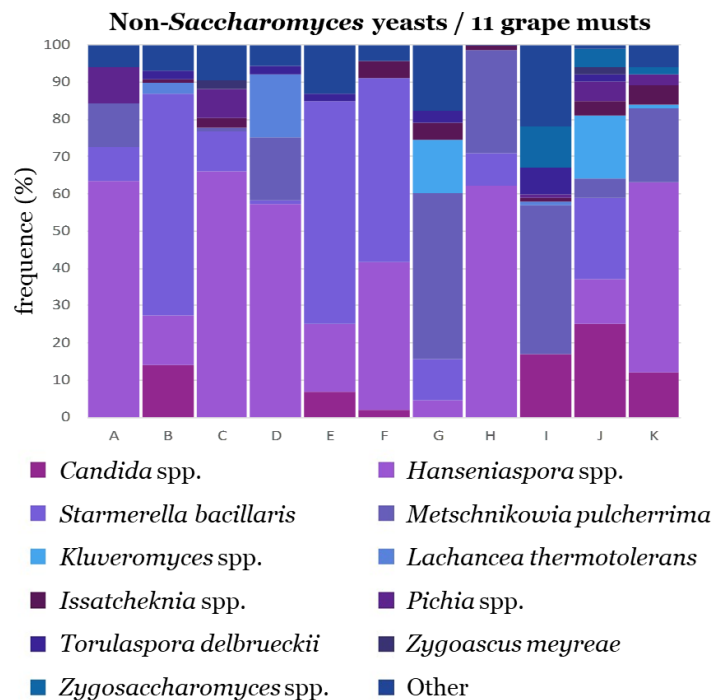 Non-Saccharomyces yeasts / 11 grape musts
frequence (%)
100
90
80
70
60
50
40
30
20
10
0
A B C D E F G H I J K
Candida spp. Hanseniaspora spp.
Starmerella bacillaris Metschnikowia pulcherrima
Kluveromyces spp. Lachancea thermotolerans
Issatcheknia spp. Pichia spp.
Torulaspora delbrueckii Zygoascus meyreae
Zygosaccharomyces spp. Other